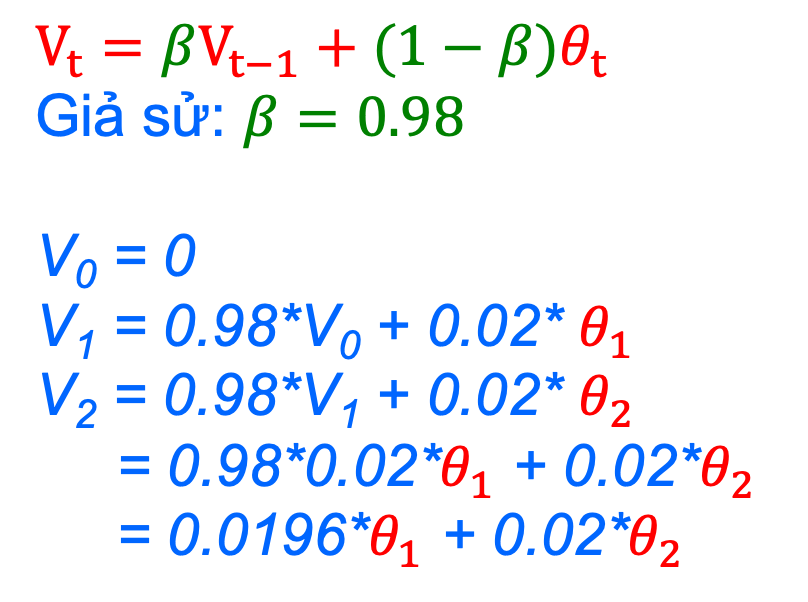 Vₜ = βVₜ₋₁ + (1 − β)θₜ
Giả sử: β = 0.98
V₀ = 0
V₁ = 0.98*V₀ + 0.02* θ₁
V₂ = 0.98*V₁ + 0.02* θ₂
= 0.98*0.02*θ₁ + 0.02*θ₂
= 0.0196*θ₁ + 0.02*θ₂